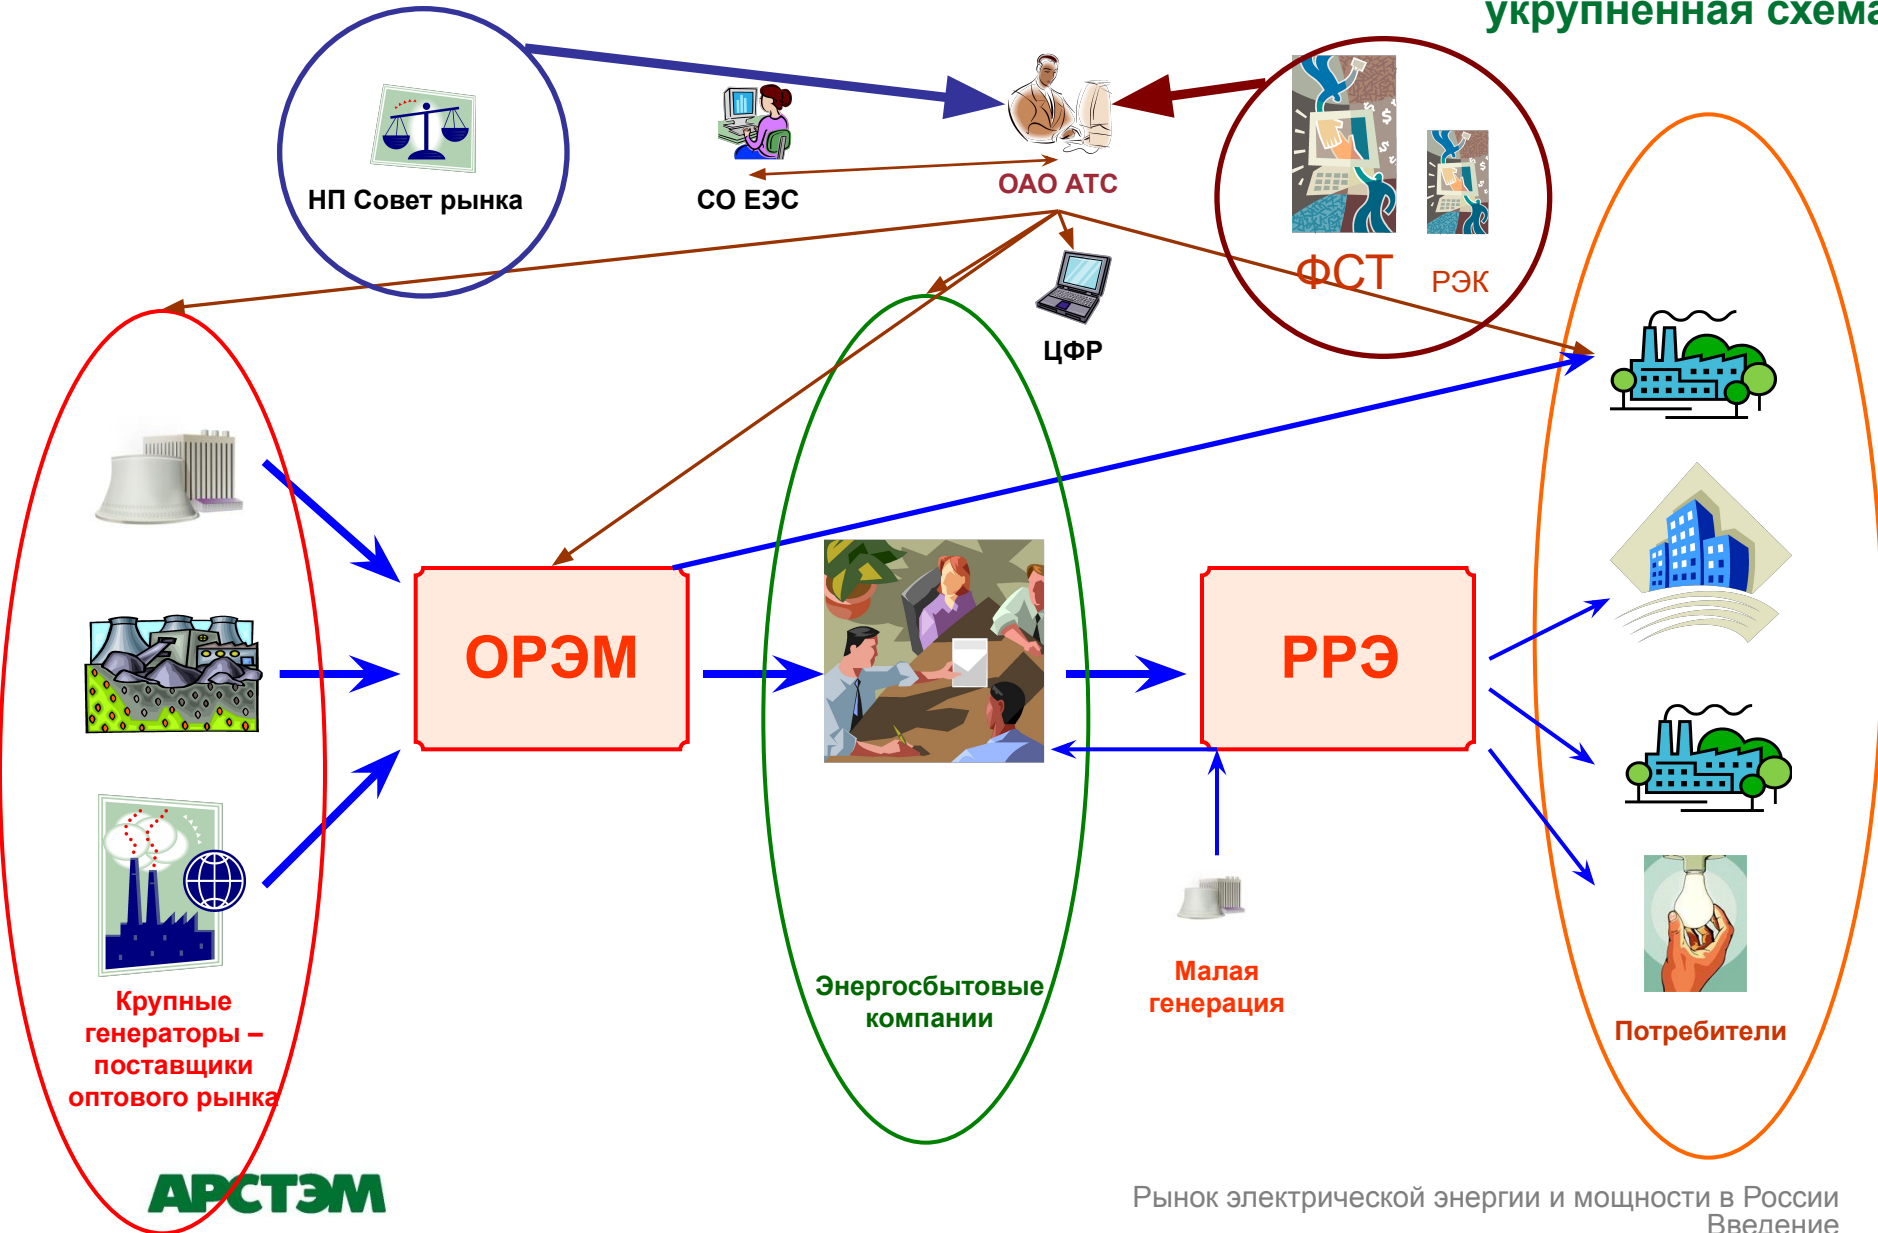 укрупненная схема
НП Совет рынка
СО ЕЭС
ОАО АТС
ФСТ
РЭК
ЦФР
ОРЭМ
РРЭ
Крупные
генераторы –
поставщики
оптового рынка
Энергосбытовые
компании
Малая
генерация
Потребители
АРСТЭМ
Рынок электрической энергии и мощности в России
Введение